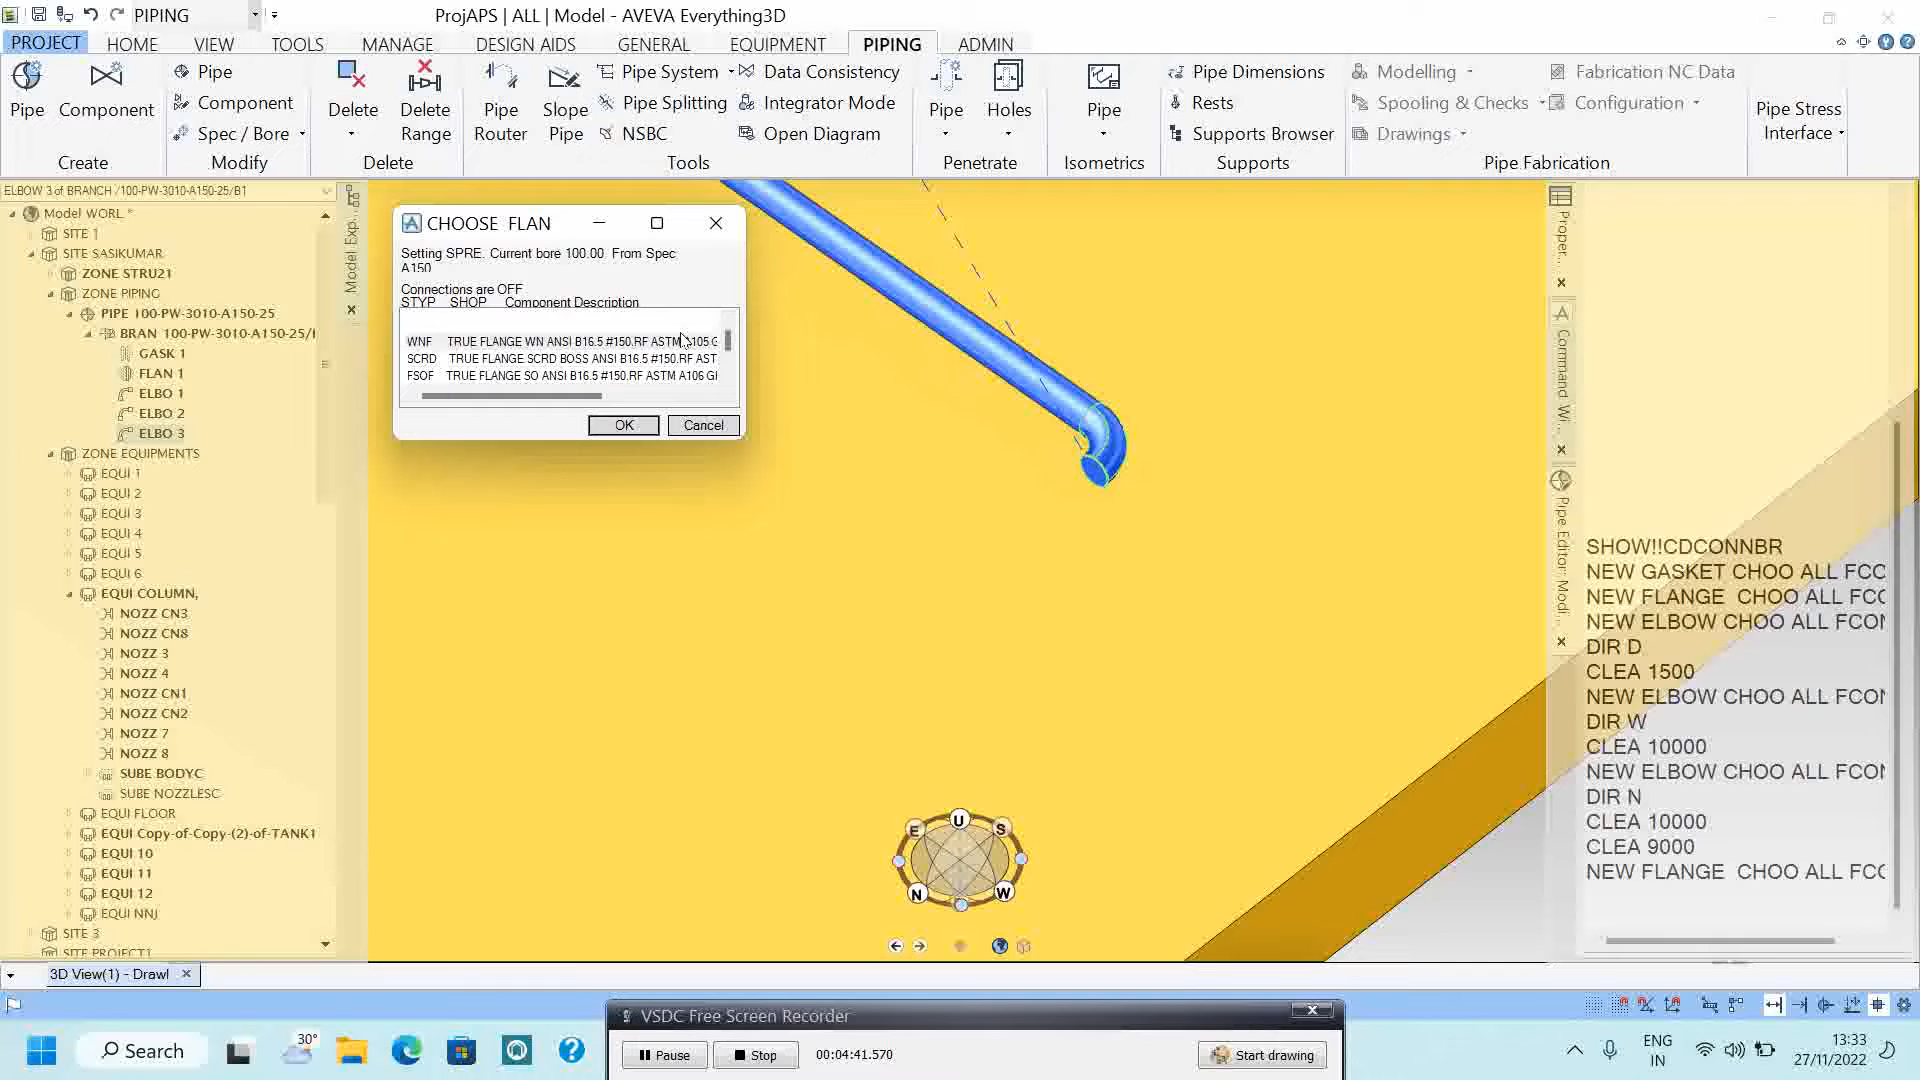 PIPING
ProjAPS | ALL | Model - AVEVA Everything3D
PROJECT HOME VIEW TOOLS MANAGE DESIGN AIDS GENERAL EQUIPMENT PIPING ADMIN
Pipe
Component
Create
Pipe
Component
Spec / Bore
Modify
Delete
Delete Range
Delete
Pipe Router
Slope Pipe
Pipe System
Pipe Splitting
NSBC
Data Consistency
Integrator Mode
Open Diagram
Tools
Pipe
Holes
Penetrate
Pipe
Isometrics
Pipe Dimensions
Rests
Supports Browser
Supports
Modelling
Spooling & Checks
Drawings
Fabrication NC Data
Configuration
Pipe Fabrication
Pipe Stress
Interface
ELBOW 3 of BRANCH /100-PW-3010-A150-25/B1
Model WORL *
SITE 1
SITE SASIKUMAR
ZONE STRU21
ZONE PIPING
PIPE 100-PW-3010-A150-25
BRAN 100-PW-3010-A150-25/
GASK 1
FLAN 1
ELBO 1
ELBO 2
ELBO 3
ZONE EQUIPMENTS
EQUI 1
EQUI 2
EQUI 3
EQUI 4
EQUI 5
EQUI 6
EQUI COLUMN,
NOZZ CN3
NOZZ CN8
NOZZ 3
NOZZ 4
NOZZ CN1
NOZZ CN2
NOZZ 7
NOZZ 8
SUBE BODYC
SUBE NOZZLESC
EQUI FLOOR
EQUI Copy-of-Copy-(2)-of-TANK1
EQUI 10
EQUI 11
EQUI 12
EQUI NNJ
SITE 3
SITE PROJECT1
Model Exp...
CHOOSE FLAN
Setting SPRE. Current bore 100.00 From Spec
A150
Connections are OFF
STYP SHOP Component Description
WNF TRUE FLANGE WN ANSI B16.5 #150.RF ASTM A105 G
SCRD TRUE FLANGE SCRD BOSS ANSI B16.5 #150.RF AST
FSOF TRUE FLANGE SO ANSI B16.5 #150.RF ASTM A106 G
OK Cancel
E U S
N W
Proper...
Command Wi...
Pipe Editor: Modi...
SHOW!!CDCONNBR
NEW GASKET CHOO ALL FCO
NEW FLANGE CHOO ALL FCO
NEW ELBOW CHOO ALL FCON
DIR D
CLEA 1500
NEW ELBOW CHOO ALL FCON
DIR W
CLEA 10000
NEW ELBOW CHOO ALL FCON
DIR N
CLEA 10000
CLEA 9000
NEW FLANGE CHOO ALL FCO
3D View(1) - Drawl
VSDC Free Screen Recorder
Pause Stop 00:04:41.570 Start drawing
Search
30°
ENG
IN
13:33
27/11/2022